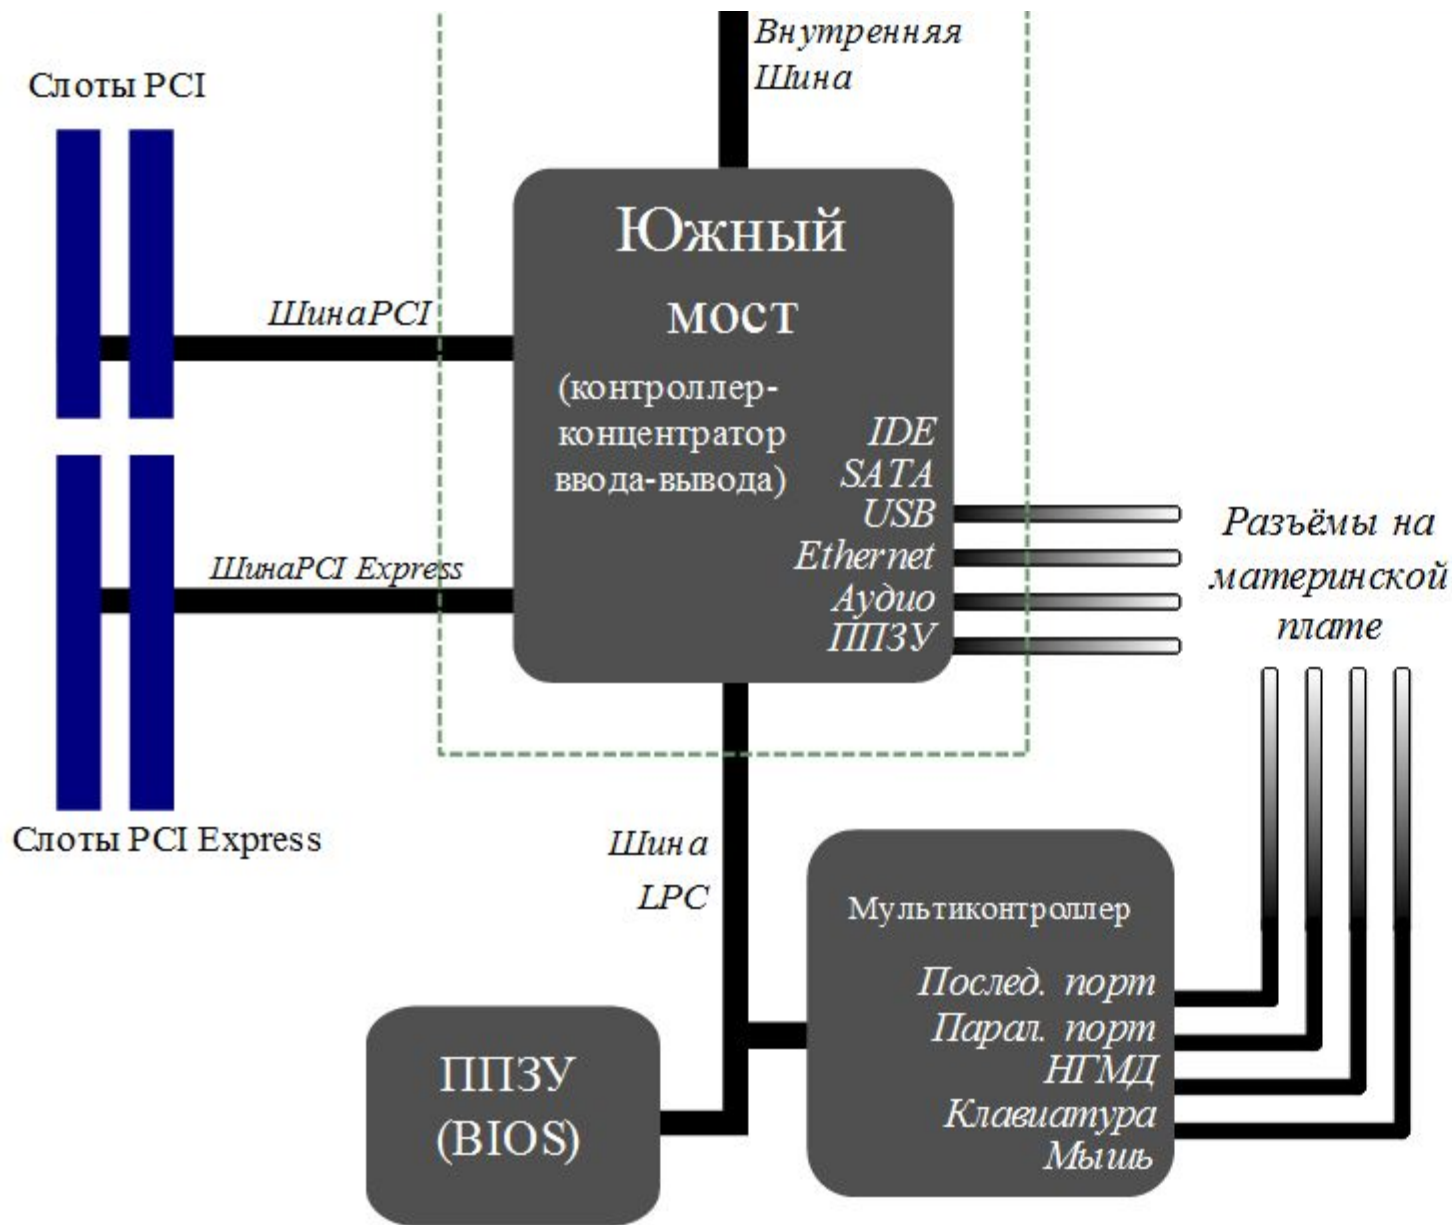 Внутренняя
Шина
Слоты PCI
Южный
мост
ШинаPCI
(контроллер-
концентратор
ввода-вывода)
IDE
SATA
USB
Ethernet
Аудио
ППЗУ
Разъёмы на
материнской
плате
ШинаPCI Express
Слоты PCI Express
Шина
LPC
Мультиконтроллер
Послед. порт
Парал. порт
НГМД
Клавиатура
Мышь
ППЗУ
(BIOS)